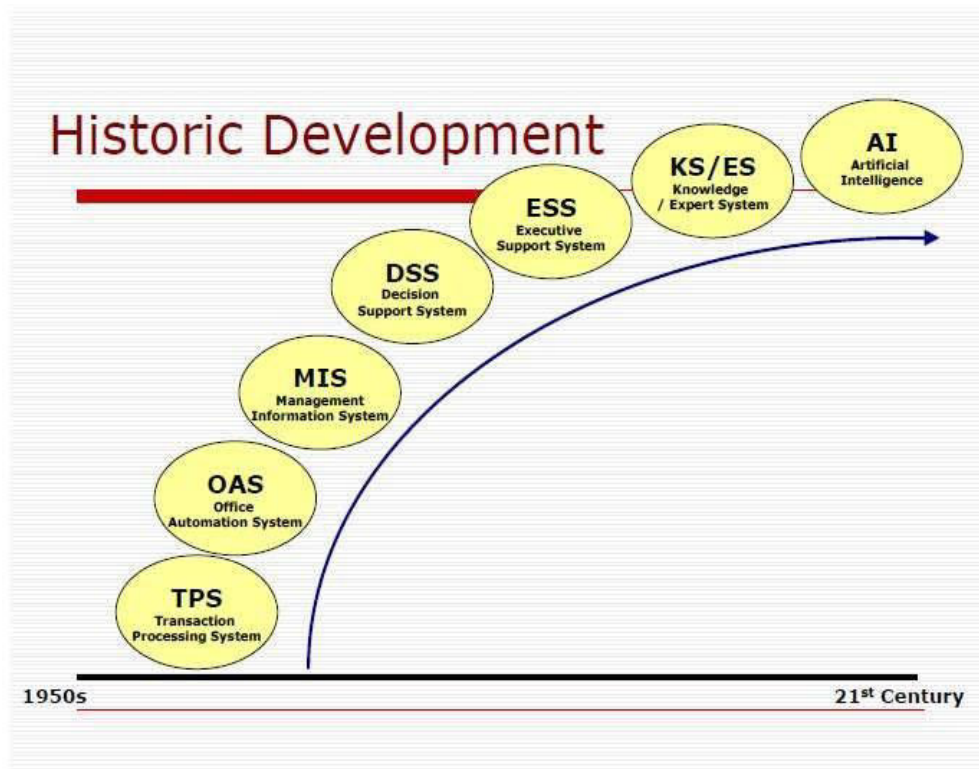 Historic Development
AI
Artificial
Intelligence
KS/ES
Knowledge
/ Expert System
ESS
Executive
Support System
DSS
Decision
Support System
MIS
Management
Information System
OAS
Office
Automation System
TPS
Transaction
Processing System
1950s
21st Century